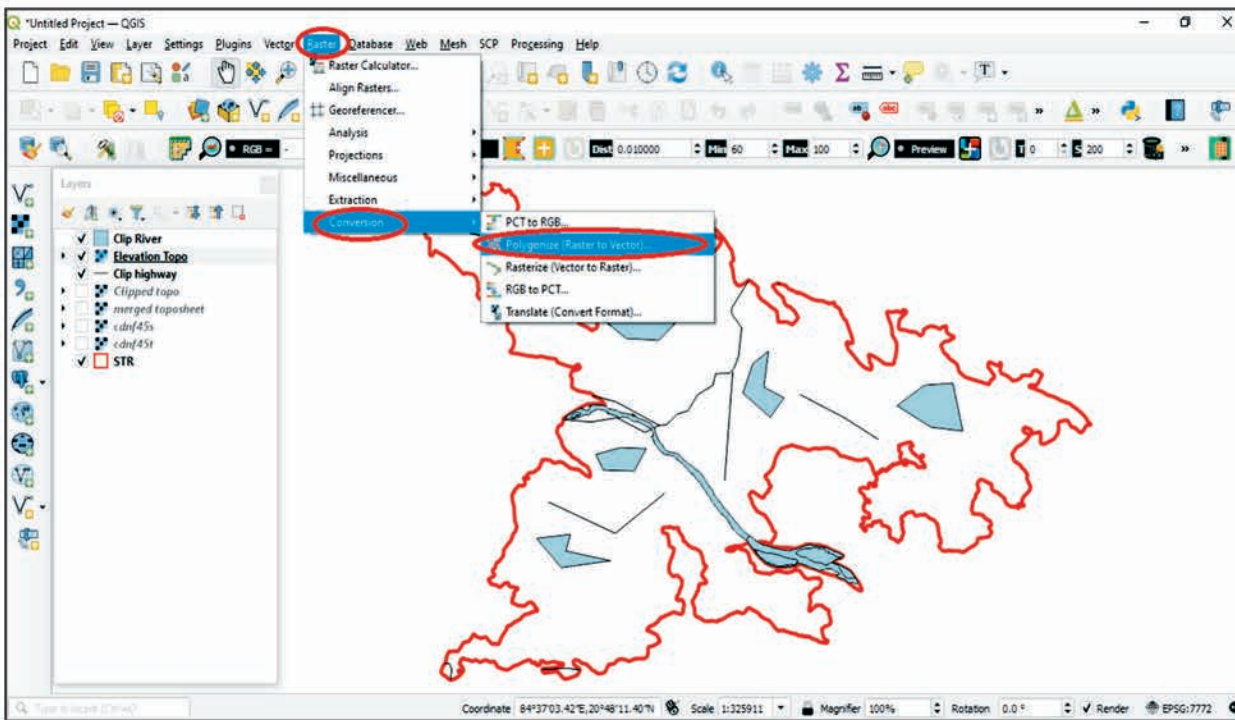 *Untitled Project — QGIS
Project Edit View Layer Settings Plugins Vector Raster Database Web Mesh SCP Processing Help
Raster Calculator...
Align Rasters...
Georeferencer...
Analysis
Projections
Miscellaneous
Extraction
Conversion
PCT to RGB...
Polygonize (Raster to Vector)...
Rasterize (Vector to Raster)...
RGB to PCT...
Translate (Convert Format)...
RGB = -
Dist 0.010000 Min 60 Max 100 Preview T 0 S 200
Layers
Clip River
Elevation Topo
Clip highway
Clipped topo
merged toposheet
cdnf45s
cdnf45t
STR
Coordinate 84°37'03.42"E,20°48'11.40"N Scale 1:325911 Magnifier 100% Rotation 0.0 ° Render EPSG:7772